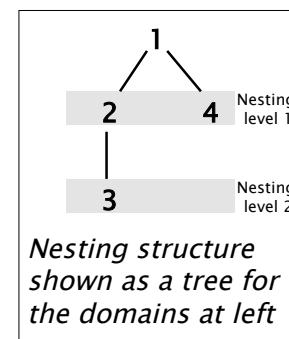 1
2 4 Nesting
level 1
3 Nesting
level 2
Nesting structure
shown as a tree for
the domains at left